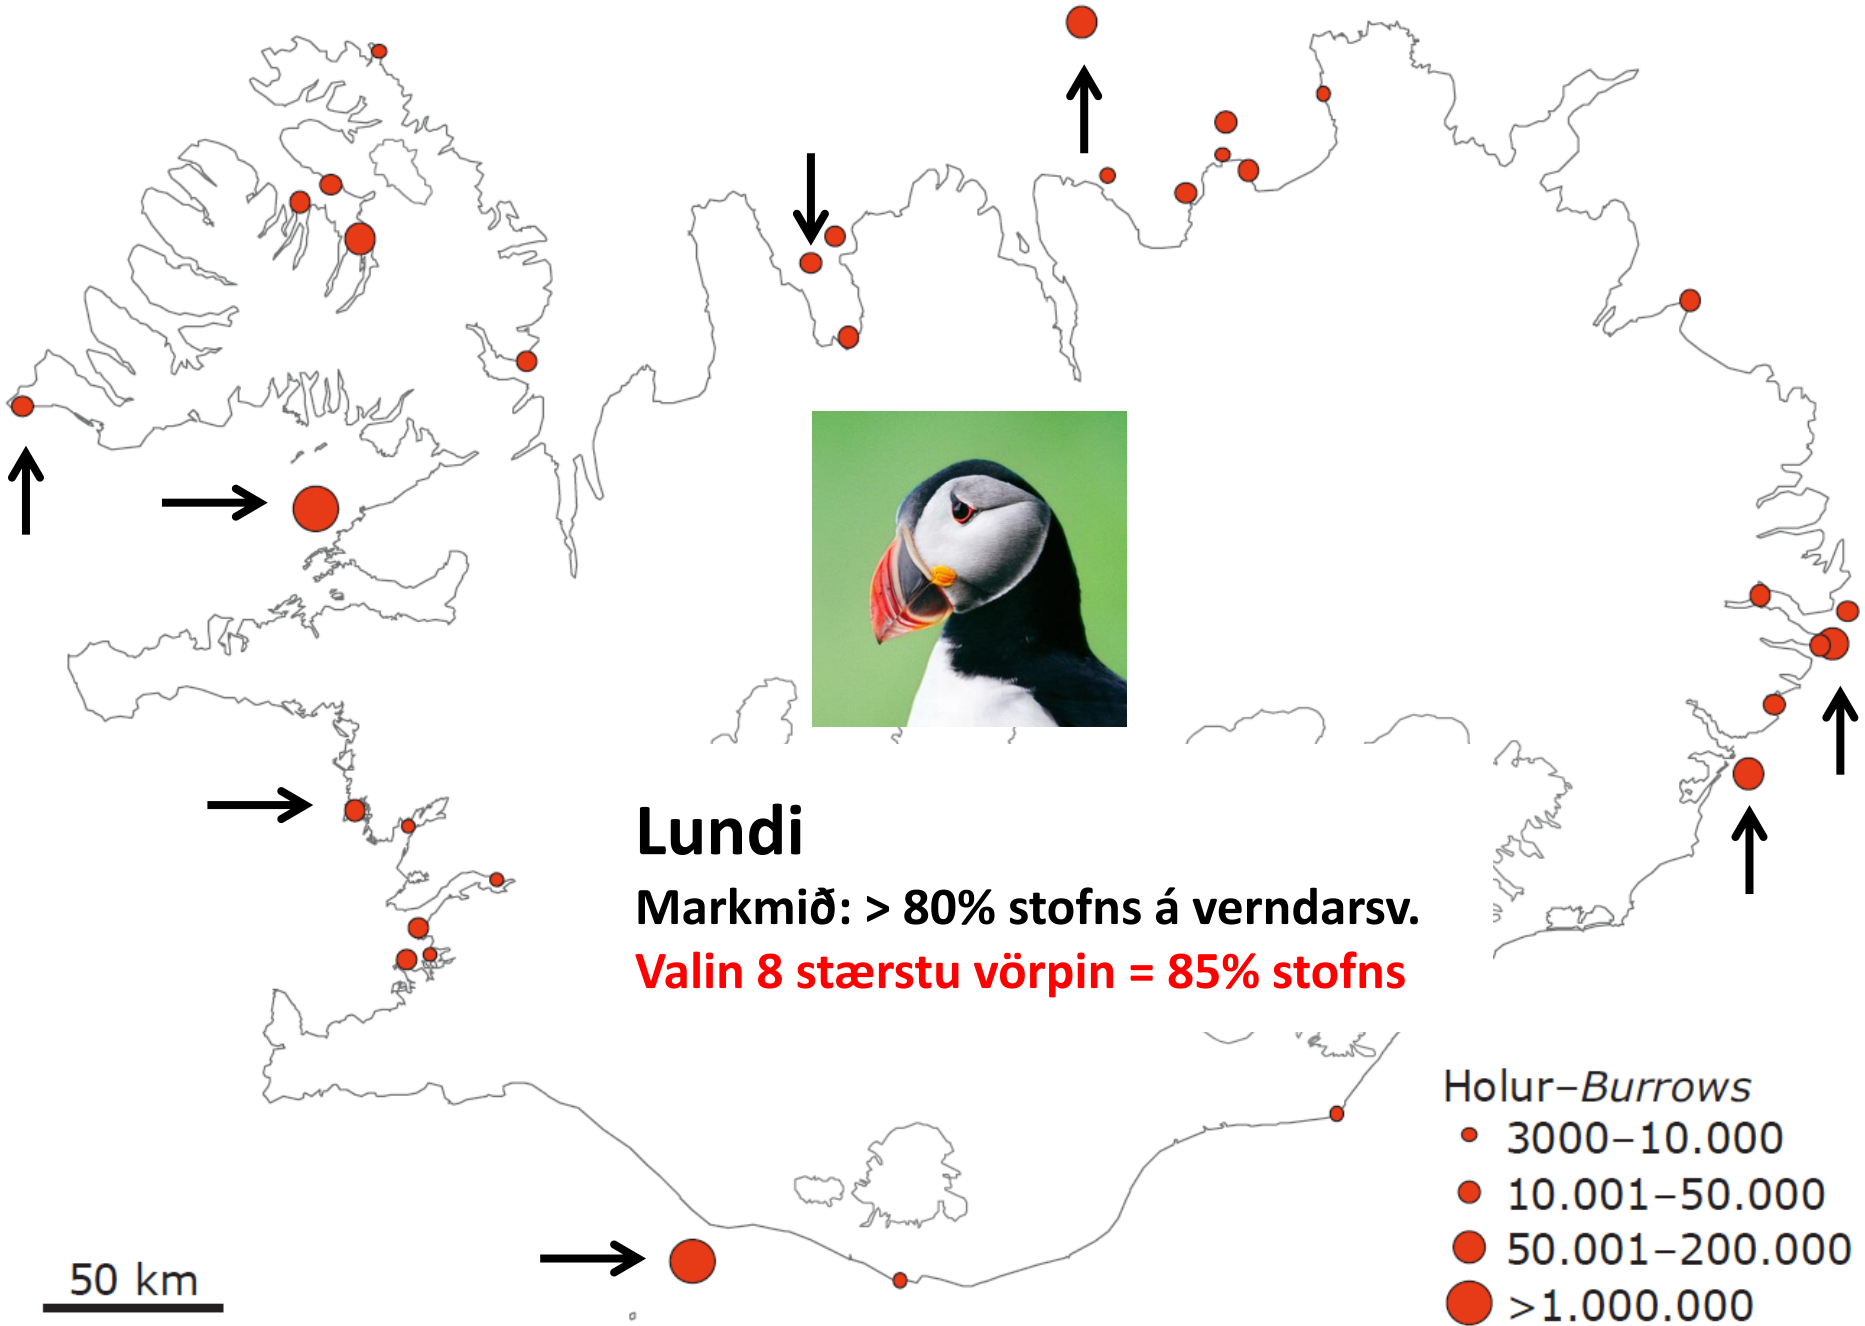 Lundi
Markmið: > 80% stofns á verndarsv.
Valin 8 stærstu vörpin = 85% stofns
Holur–Burrows
3000–10.000
10.001–50.000
50.001–200.000
>1.000.000
50 km